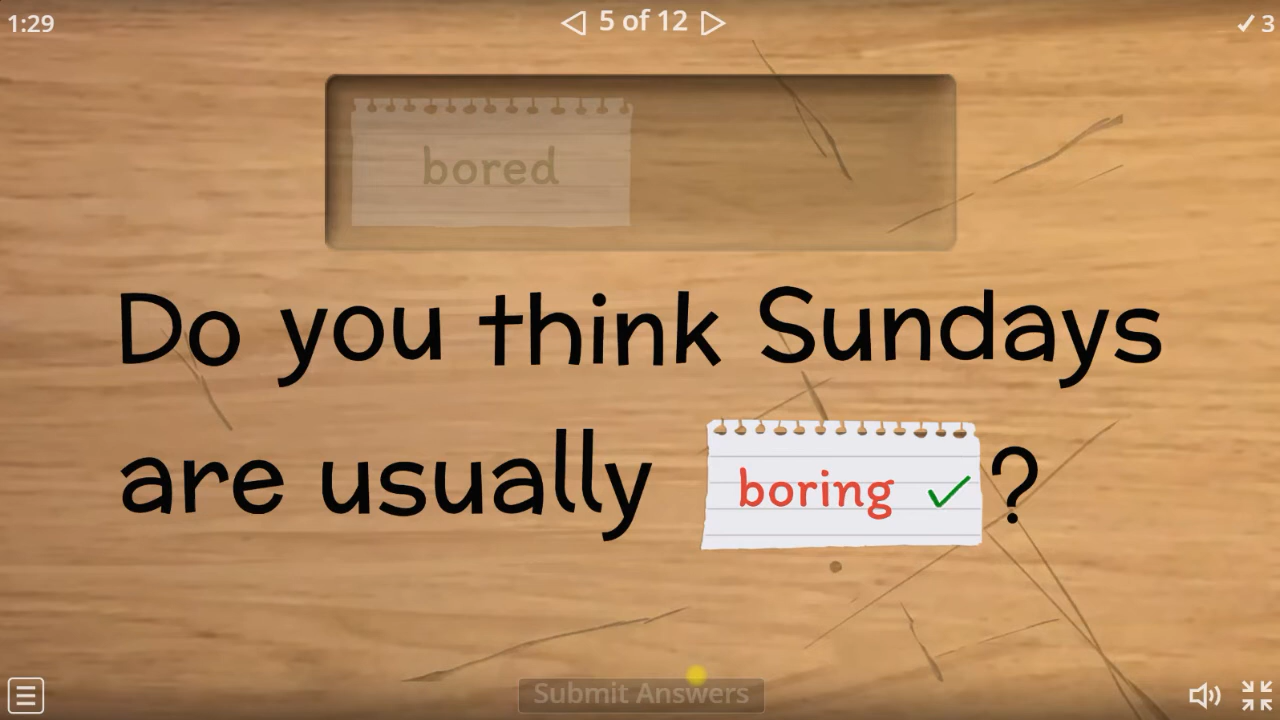 1:29
5 of 12
✓ 3
bored
Do you think Sundays
are usually boring ✓ ?
Submit Answers